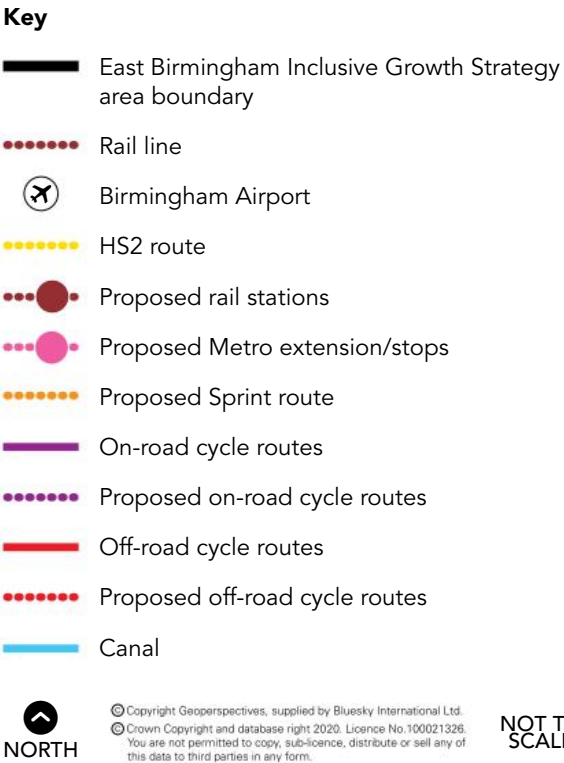 Key
East Birmingham Inclusive Growth Strategy
area boundary
Rail line
Birmingham Airport
HS2 route
Proposed rail stations
Proposed Metro extension/stops
Proposed Sprint route
On-road cycle routes
Proposed on-road cycle routes
Off-road cycle routes
Proposed off-road cycle routes
Canal
NORTH
© Copyright Geoperspectives, supplied by Bluesky International Ltd.
© Crown Copyright and database right 2020. Licence No.100021326.
You are not permitted to copy, sub-licence, distribute or sell any of
this data to third parties in any form.
NOT T
SCAL